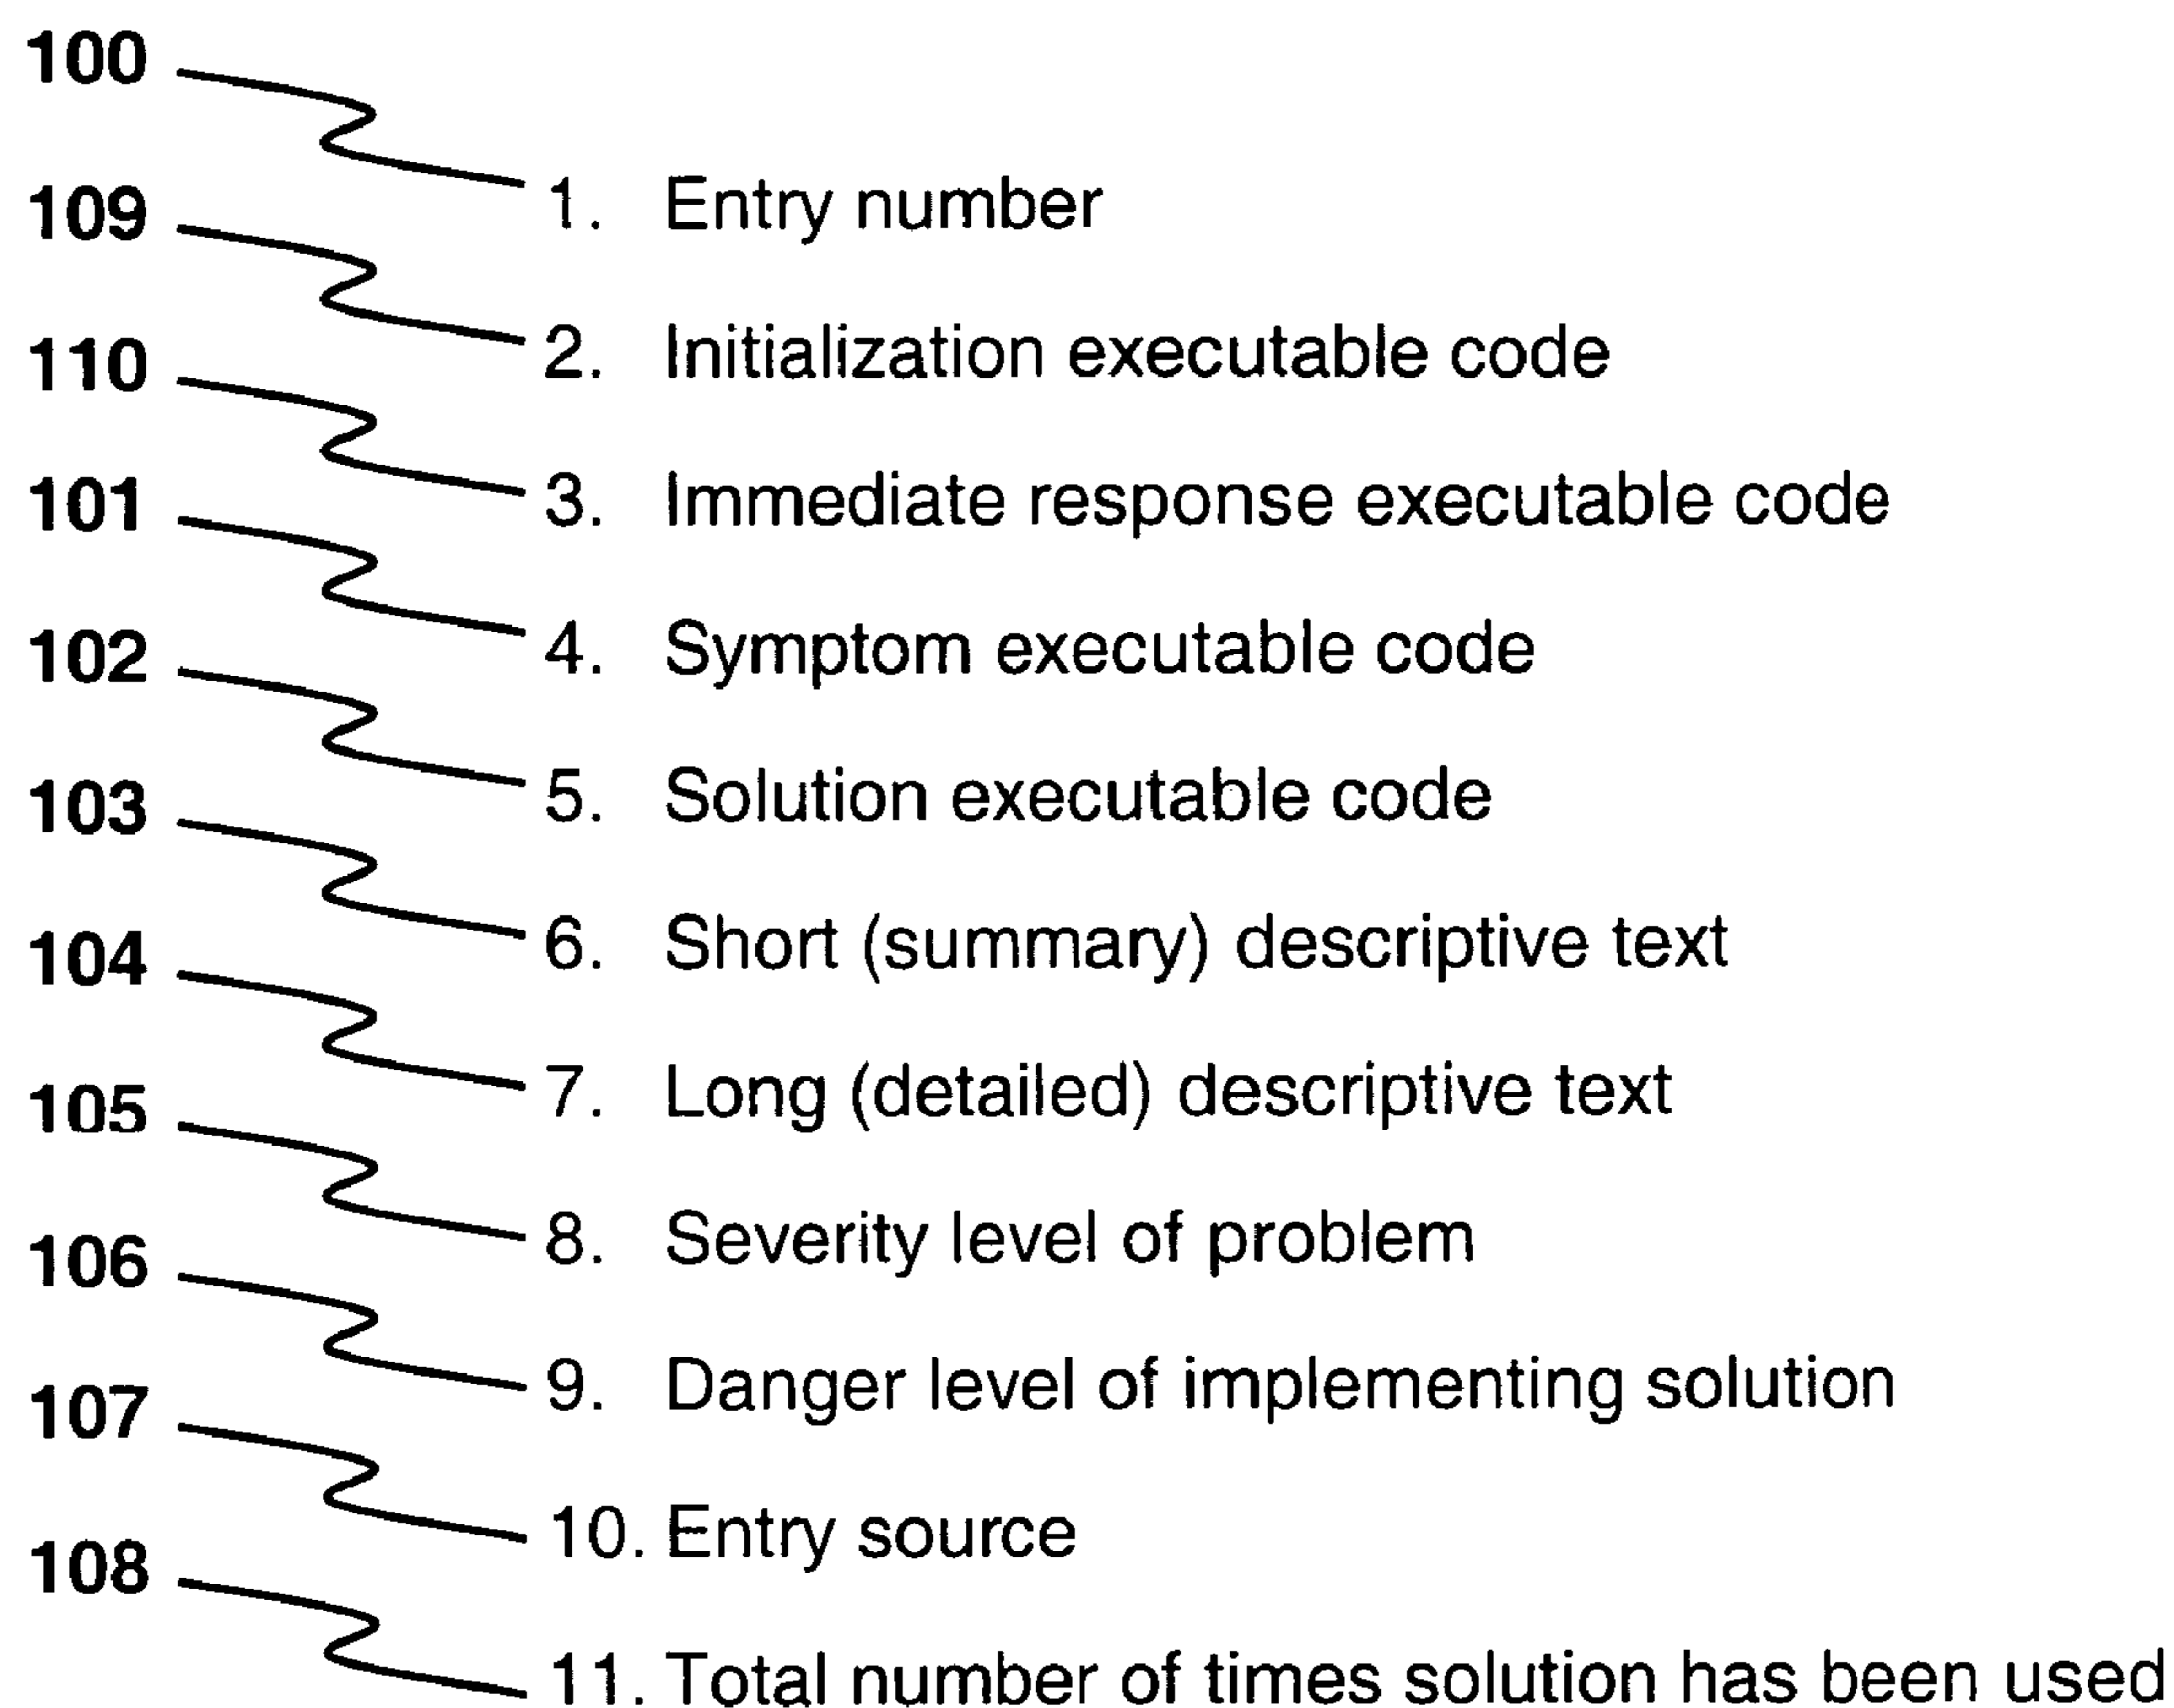 100
1. Entry number
109
2. Initialization executable code
110
3. Immediate response executable code
101
4. Symptom executable code
102
5. Solution executable code
103
6. Short (summary) descriptive text
104
7. Long (detailed) descriptive text
105
8. Severity level of problem
106
9. Danger level of implementing solution
107
10. Entry source
108
11. Total number of times solution has been used